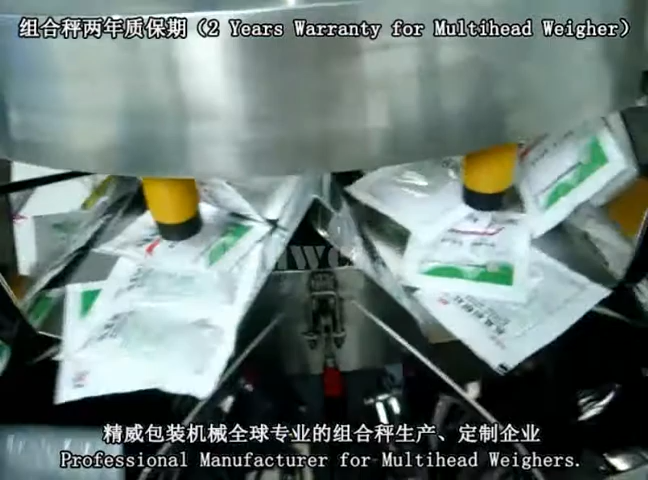 组合秤两年质保期（2 Years Warranty for Multihead Weigher）
精威包装机械全球专业的组合秤生产、定制企业
Professional Manufacturer for Multihead Weighers.